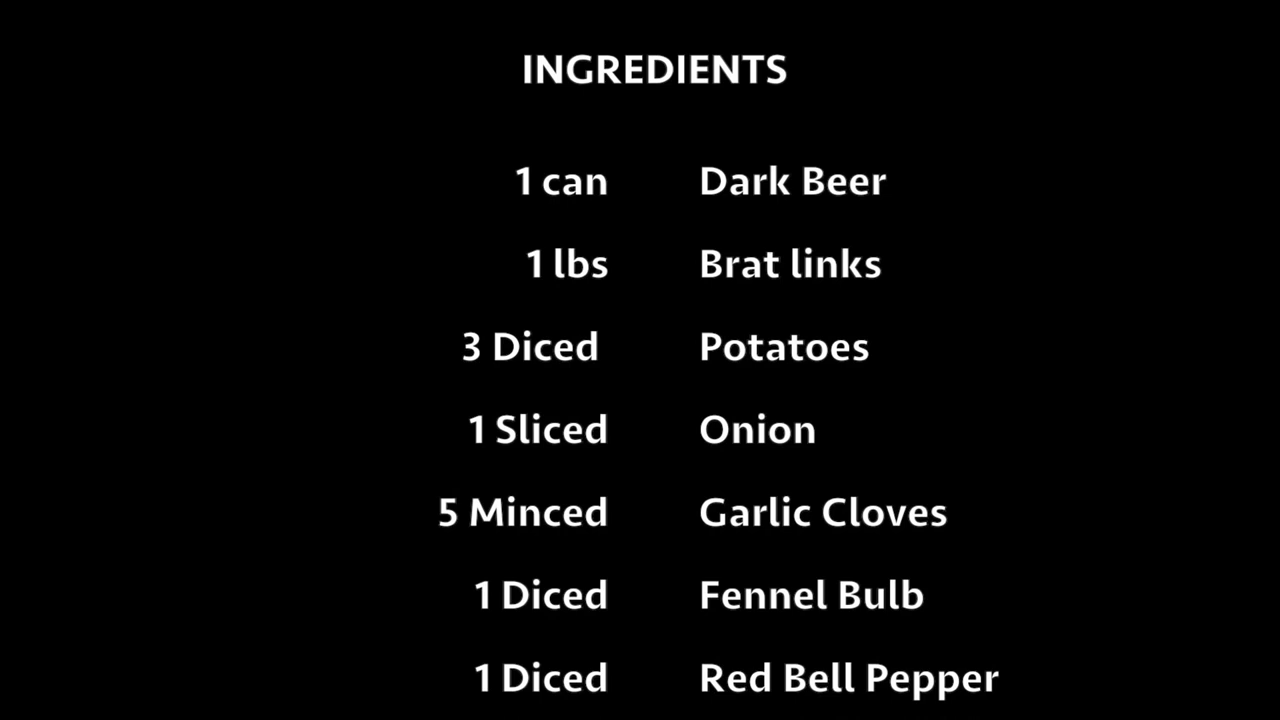 INGREDIENTS
1 can Dark Beer
1 lbs Brat links
3 Diced Potatoes
1 Sliced Onion
5 Minced Garlic Cloves
1 Diced Fennel Bulb
1 Diced Red Bell Pepper